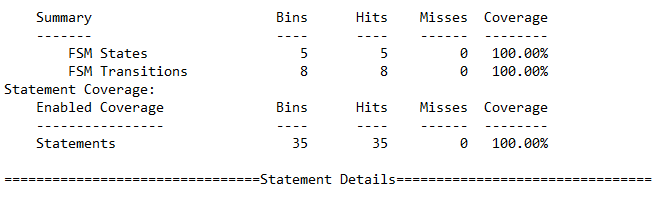 Summary Bins Hits Misses Coverage
------- ---- ---- ------ --------
FSM States 5 5 0 100.00%
FSM Transitions 8 8 0 100.00%
Statement Coverage:
Enabled Coverage Bins Hits Misses Coverage
---------------- ---- ---- ------ --------
Statements 35 35 0 100.00%
================================Statement Details================================